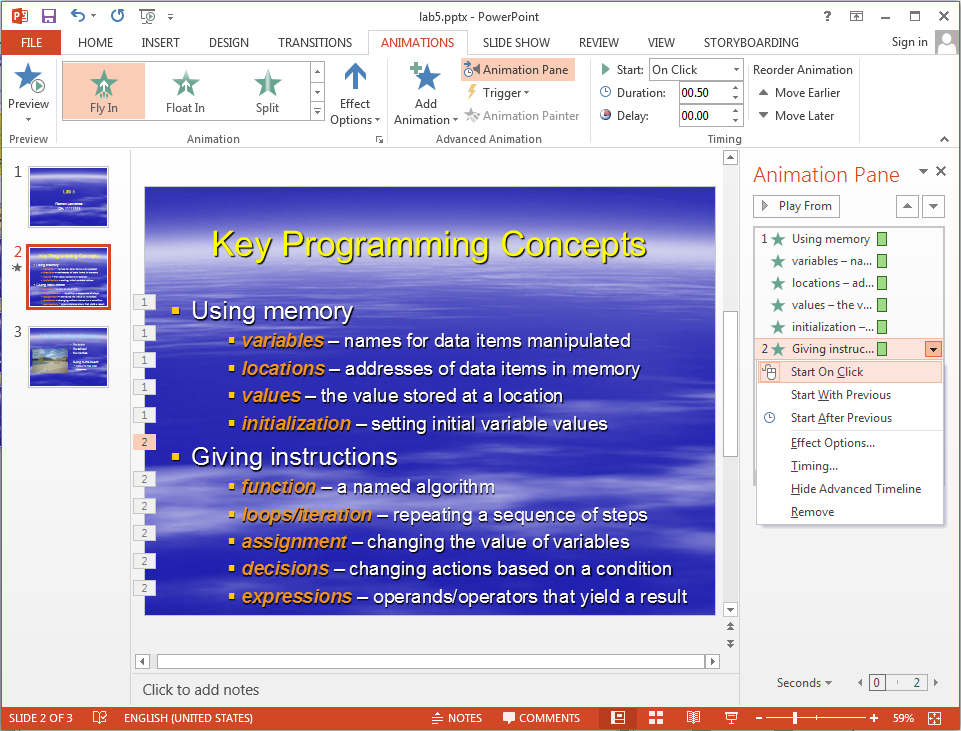 lab5.pptx - PowerPoint
FILE HOME INSERT DESIGN TRANSITIONS ANIMATIONS SLIDE SHOW REVIEW VIEW STORYBOARDING Sign in
Preview
Fly In Float In Split
Effect Options
Add Animation
Animation Pane
Trigger
Animation Painter
Start: On Click
Duration: 00.50
Delay: 00.00
Reorder Animation
Move Earlier
Move Later
Preview Animation Advanced Animation Timing
1
2
3
Key Programming Concepts
1 Using memory
1 variables – names for data items manipulated
1 locations – addresses of data items in memory
1 values – the value stored at a location
1 initialization – setting initial variable values
2 Giving instructions
2 function – a named algorithm
2 loops/iteration – repeating a sequence of steps
2 assignment – changing the value of variables
2 decisions – changing actions based on a condition
2 expressions – operands/operators that yield a result
Click to add notes
Animation Pane
Play From
1 Using memory
variables – na...
locations – ad...
values – the v...
initialization –...
2 Giving instruc...
Start On Click
Start With Previous
Start After Previous
Effect Options...
Timing...
Hide Advanced Timeline
Remove
Seconds 0 2
SLIDE 2 OF 3 ENGLISH (UNITED STATES) NOTES COMMENTS 59%